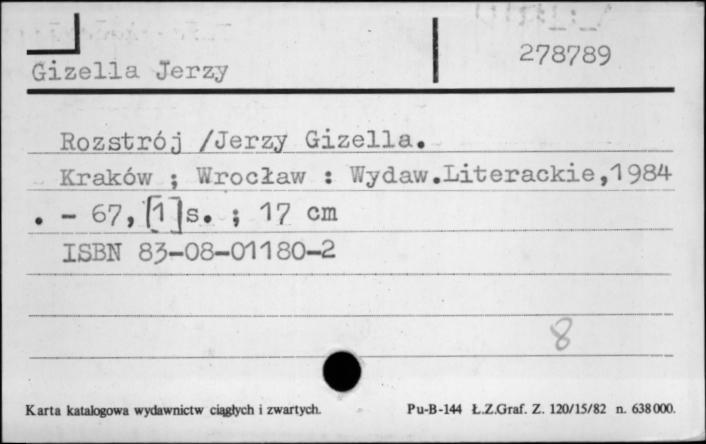 Gizella Jerzy 278789
Rozstrój /Jerzy Gizella.
Kraków ; Wrocław : Wydaw.Literackie,1984
. - 67, [1]s. ; 17 cm
ISBN 83-08-01180-2
8
Karta katalogowa wydawnictw ciągłych i zwartych. Pu-B-144 Ł.Z.Graf. Z. 120/15/82 n. 638000.